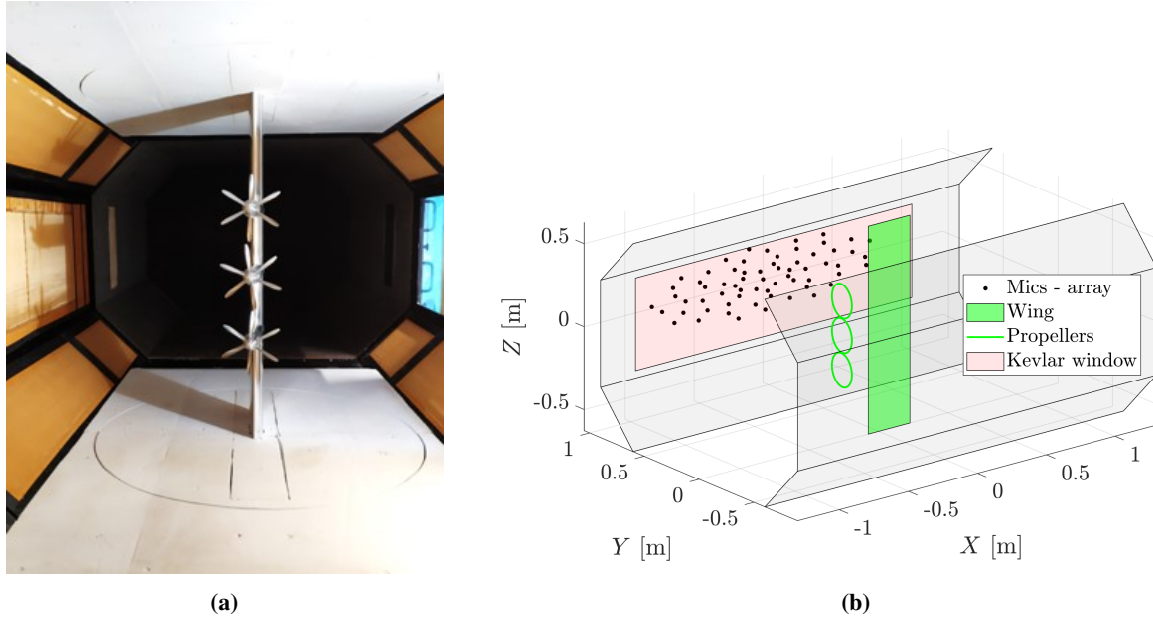 0.5
0
-0.5
Z [m]
1
0.5
0
-0.5
Y [m]
-1
-0.5
0
0.5
1
X [m]
Mics - array
Wing
Propellers
Kevlar window
(a)
(b)